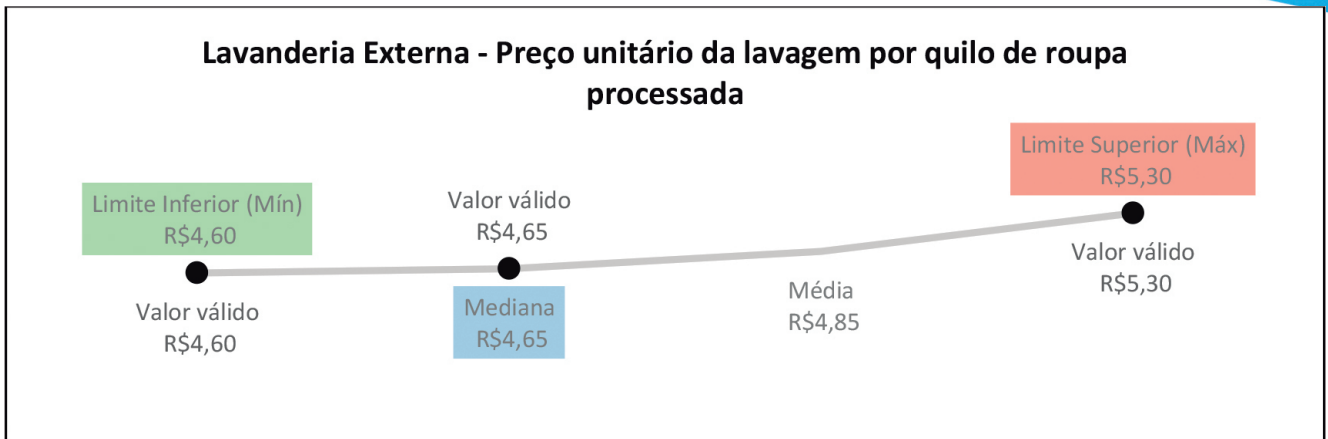 Lavanderia Externa - Preço unitário da lavagem por quilo de roupa
processada
Limite Inferior (Mín)
R$4,60
Valor válido
R$4,60
Valor válido
R$4,65
Mediana
R$4,65
Média
R$4,85
Limite Superior (Máx)
R$5,30
Valor válido
R$5,30